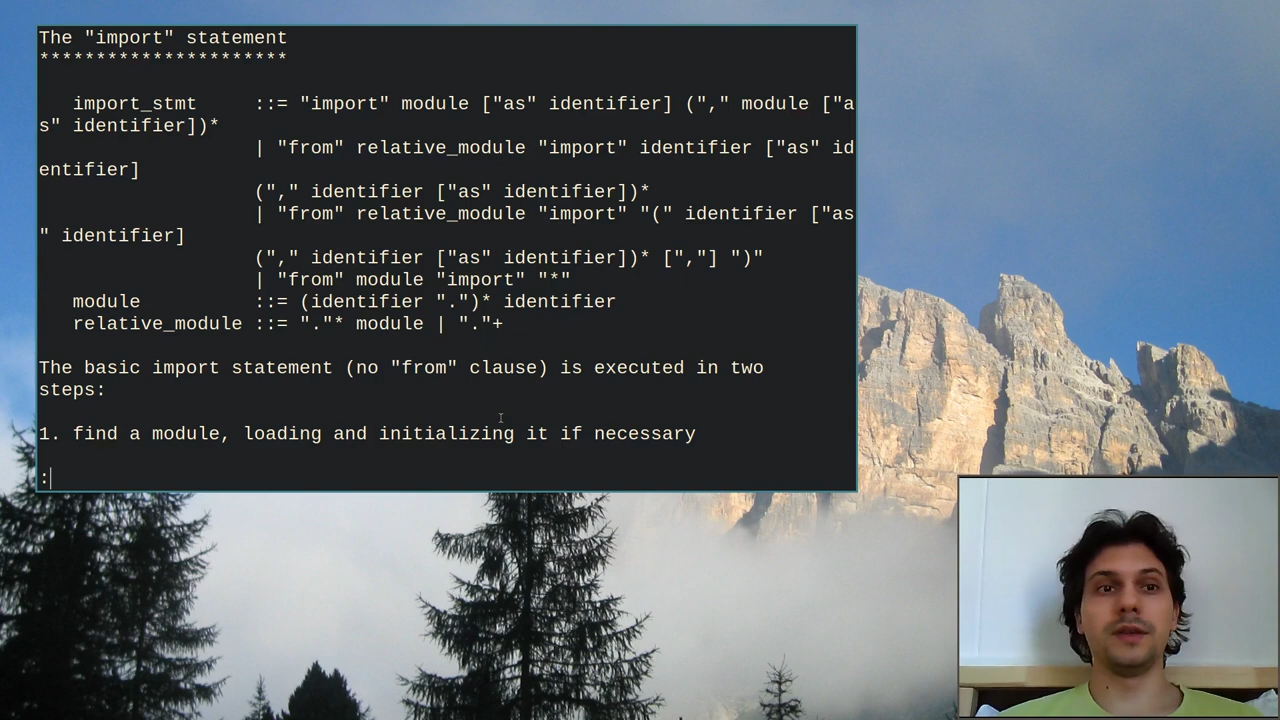 The "import" statement
**********************
import_stmt     ::= "import" module ["as" identifier] ("," module ["a
s" identifier])*
| "from" relative_module "import" identifier ["as" id
entifier]
("," identifier ["as" identifier])*
| "from" relative_module "import" "(" identifier ["as
" identifier]
("," identifier ["as" identifier])* [","] ")"
| "from" module "import" "*"
module          ::= (identifier ".")* identifier
relative_module ::= "."* module | "."+
The basic import statement (no "from" clause) is executed in two
steps:
1. find a module, loading and initializing it if necessary
: